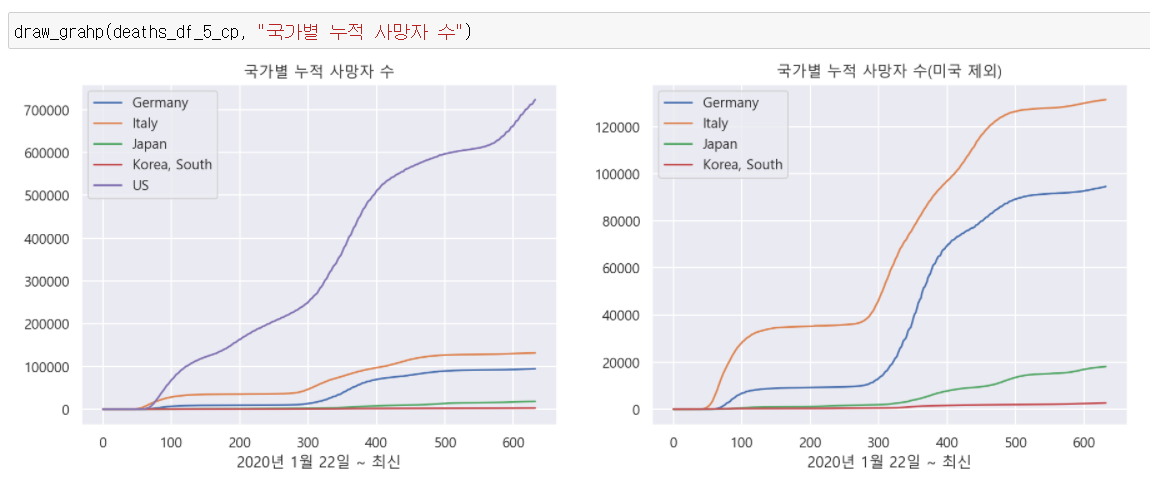 draw_grahp(deaths_df_5_cp, "국가별 누적 사망자 수")
국가별 누적 사망자 수
700000
600000
500000
400000
300000
200000
100000
0
Germany
Italy
Japan
Korea, South
US
0 100 200 300 400 500 600
2020년 1월 22일 ~ 최신
국가별 누적 사망자 수(미국 제외)
120000
100000
80000
60000
40000
20000
0
Germany
Italy
Japan
Korea, South
0 100 200 300 400 500 600
2020년 1월 22일 ~ 최신